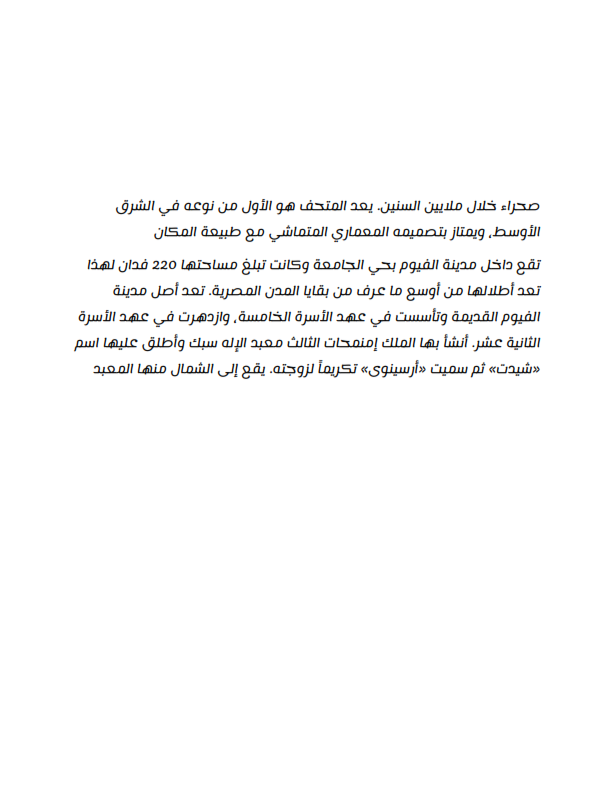 صحراء خلال ملايين السنين. يعد المتحف هو الأول من نوعه في الشرق
الأوسط، ويمتاز بتصميمه المعماري المتماشي مع طبيعة المكان
تقع داخل مدينة الفيوم بحي الجامعة وكانت تبلغ مساحتها 220 فدان لهذا
تعد أطلالها من أوسع ما عرف من بقايا المدن المصرية. تعد أصل مدينة
الفيوم القديمة وتأسست في عهد الأسرة الخامسة، وازدهرت في عهد الأسرة
الثانية عشر. أنشأ بها الملك إمنمحات الثالث معبد الإله سبك وأطلق عليها اسم
«شيدت» ثم سميت «أرسينوى» تكريماً لزوجته. يقع إلى الشمال منها المعبد